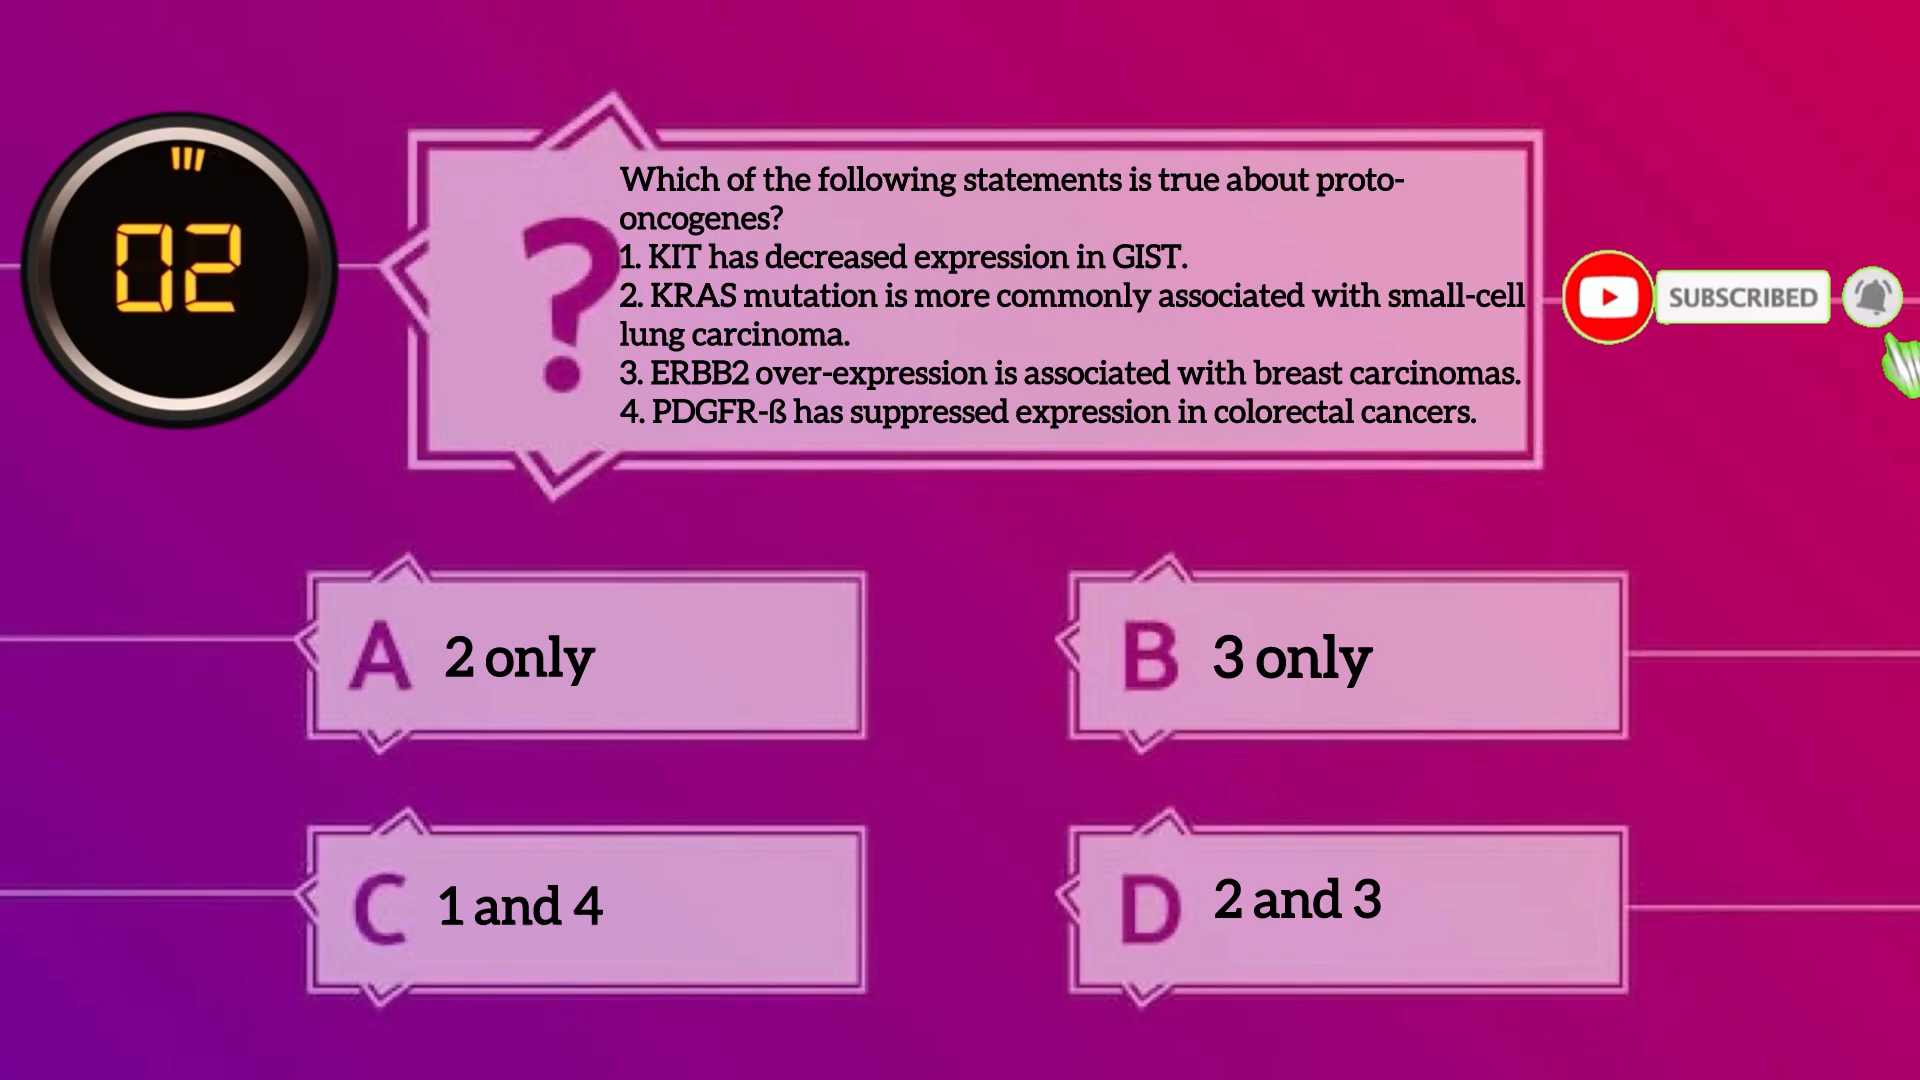 02
Which of the following statements is true about proto-
oncogenes?
1. KIT has decreased expression in GIST.
2. KRAS mutation is more commonly associated with small-cell
lung carcinoma.
3. ERBB2 over-expression is associated with breast carcinomas.
4. PDGFR-ß has suppressed expression in colorectal cancers.
?
SUBSCRIBED
A 2 only
B 3 only
C 1 and 4
D 2 and 3